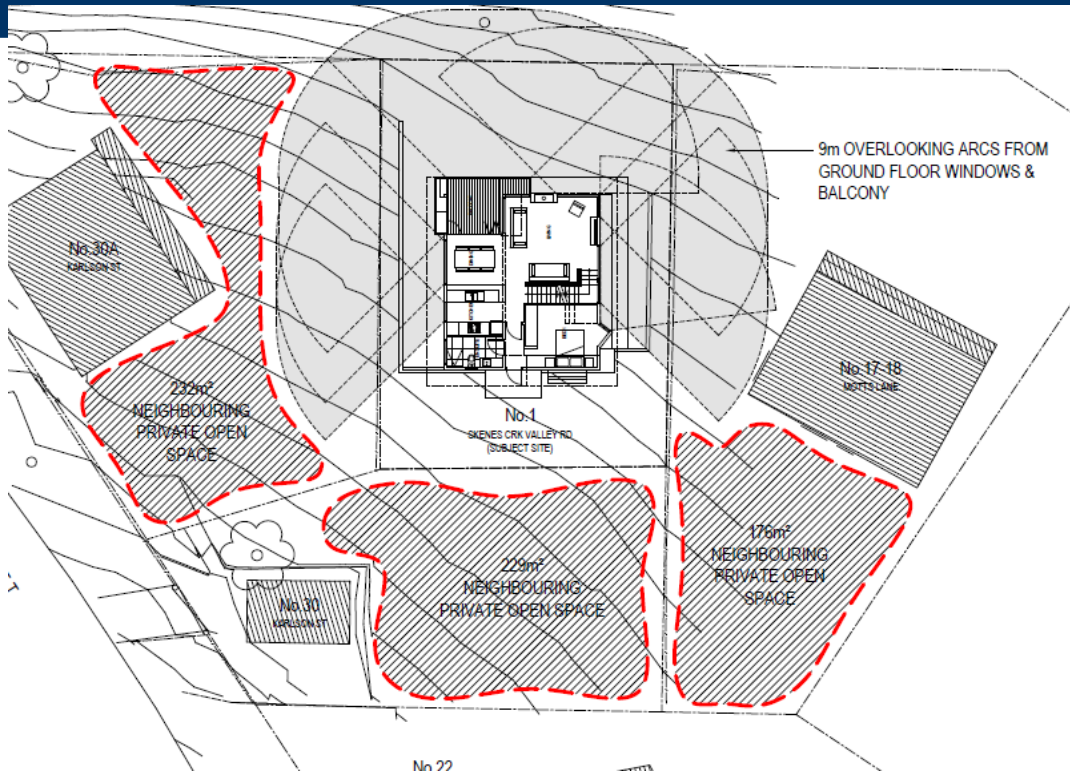 9m OVERLOOKING ARCS FROM
GROUND FLOOR WINDOWS &
BALCONY
No.30A
KARLSON ST
No.17-18
MOTTS LANE
232m²
NEIGHBOURING
PRIVATE OPEN
SPACE
No.1
SKENES CRK VALLEY RD
(SUBJECT SITE)
176m²
NEIGHBOURING
PRIVATE OPEN
SPACE
229m²
NEIGHBOURING
PRIVATE OPEN SPACE
No.30
KARLSON ST
No.22